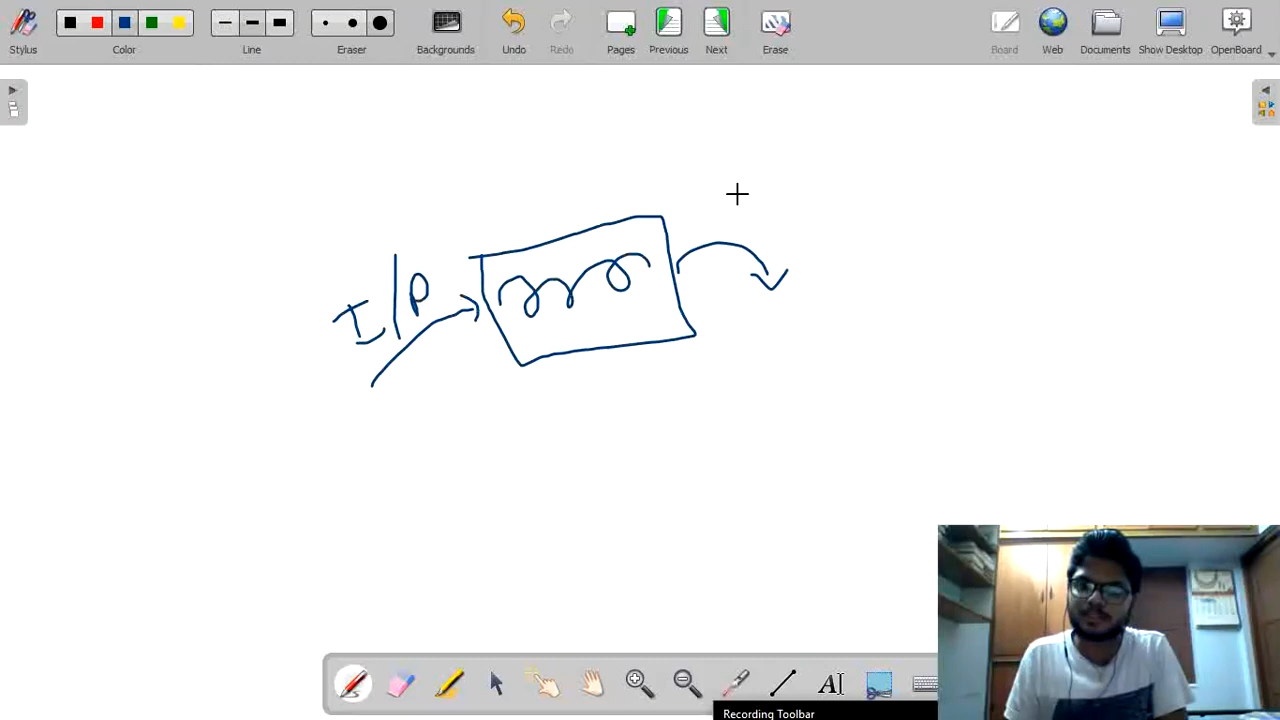 Stylus
Color
Line
Eraser
Backgrounds
Undo
Redo
Pages
Previous
Next
Erase
Board
Web
Documents
Show Desktop
OpenBoard
I/P
Recording Toolbar